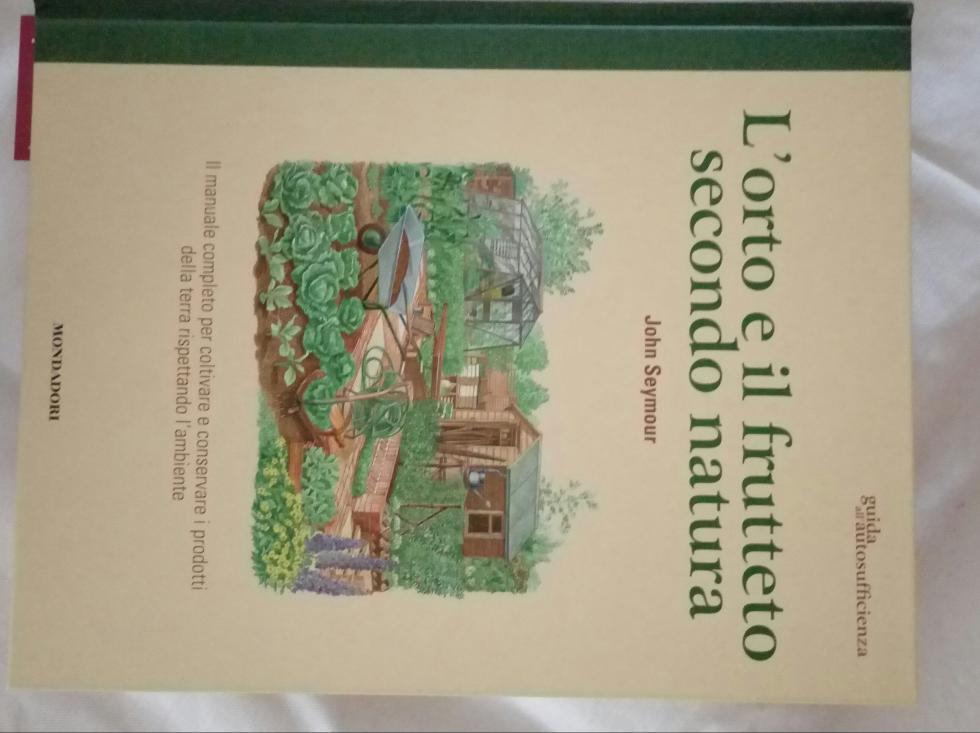 guida
all'autosufficienza
L'orto e il frutteto
secondo natura
John Seymour
Il manuale completo per coltivare e conservare i prodotti
della terra rispettando l'ambiente
MONDADORI